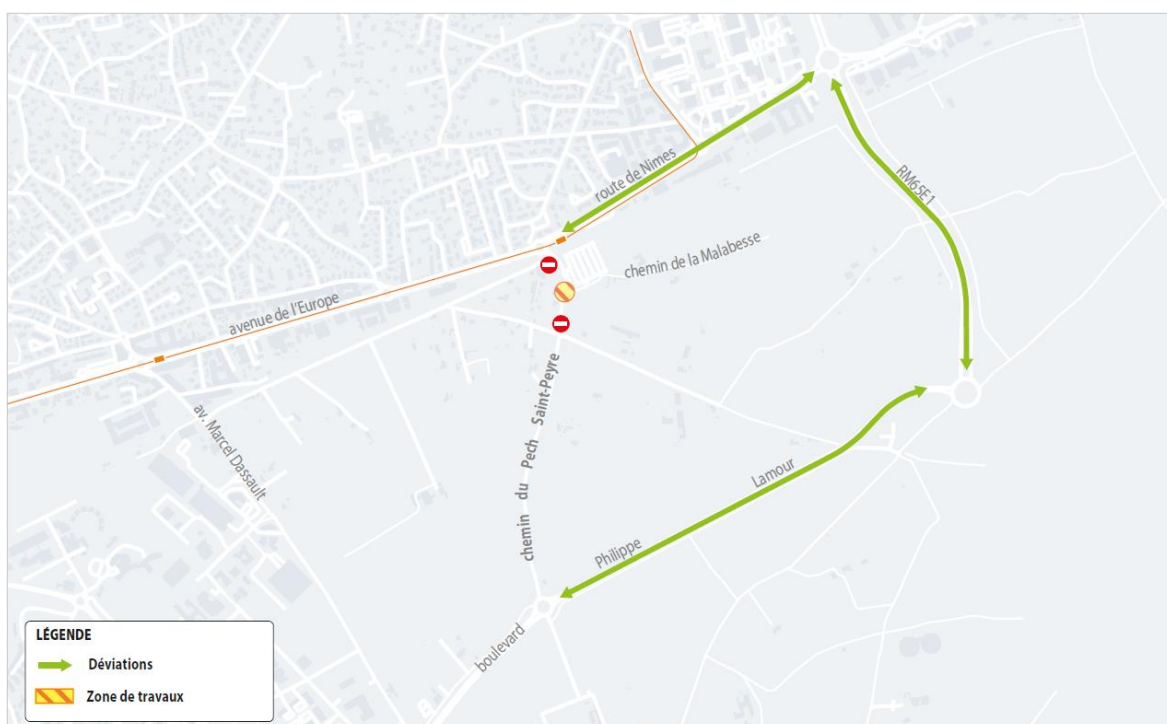 route de Nimes
RM65E1
chemin de la Malabesse
avenue de l'Europe
chemin du Pech Saint-Peyre
av. Marcel Dassault
Lamour
Philippe
boulevard
LÉGENDE
Déviations
Zone de travaux